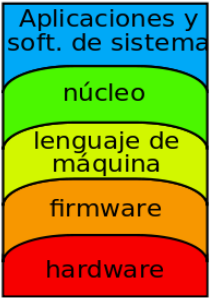 Aplicaciones y
soft. de sistema
núcleo
lenguaje de
máquina
firmware
hardware